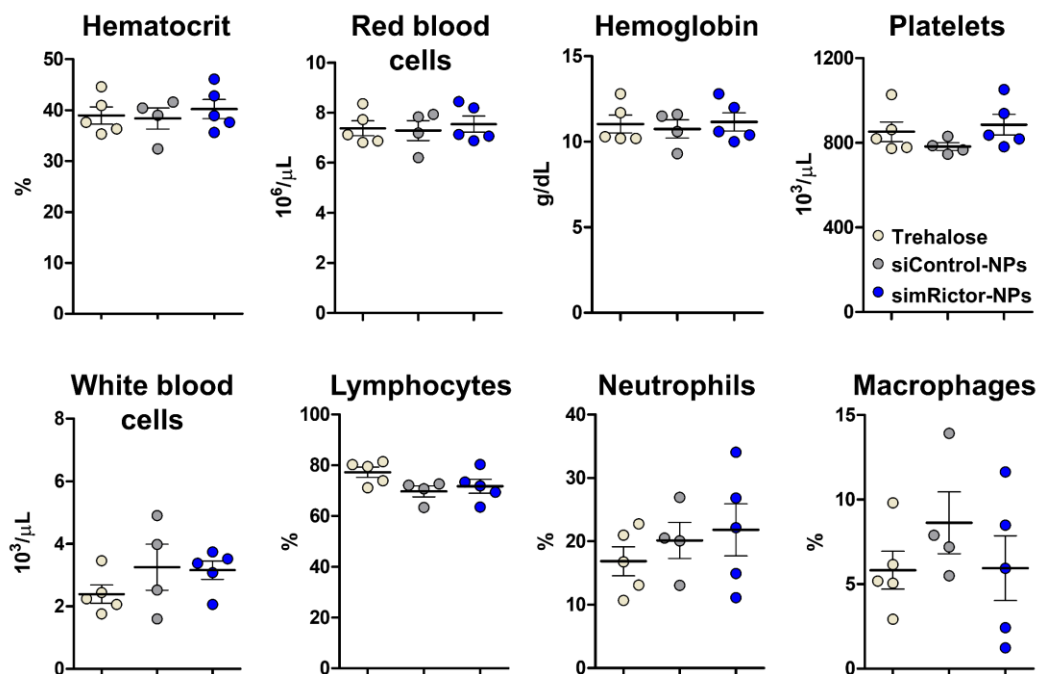 Hematocrit
50
40
30
20
10
0
%
Red blood
cells
10
8
6
4
2
0
10⁶/μL
Hemoglobin
15
10
5
0
g/dL
Platelets
1200
800
400
0
10³/μL
Trehalose
siControl-NPs
simRictor-NPs
White blood
cells
8
6
4
2
0
10³/μL
Lymphocytes
100
80
60
40
20
0
%
Neutrophils
40
30
20
10
0
%
Macrophages
15
10
5
0
%